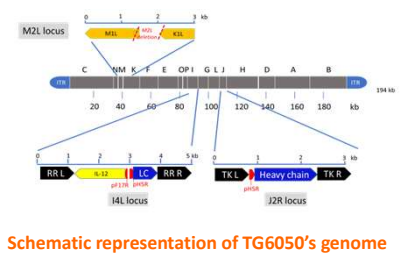 M2L locus
0 1 2 3 kb
M1L M2L deletion K1L
C N M K F E O P I G L J H D A B
ITR ITR
194 kb
20 40 60 80 100 120 140 160 180 kb
0 1 2 3 4 5 kb
0 1 2 3 kb
RR L IL-12 LC RR R
TK L Heavy chain TK R
pF17R pH5R
pH5R
I4L locus
J2R locus
Schematic representation of TG6050's genome